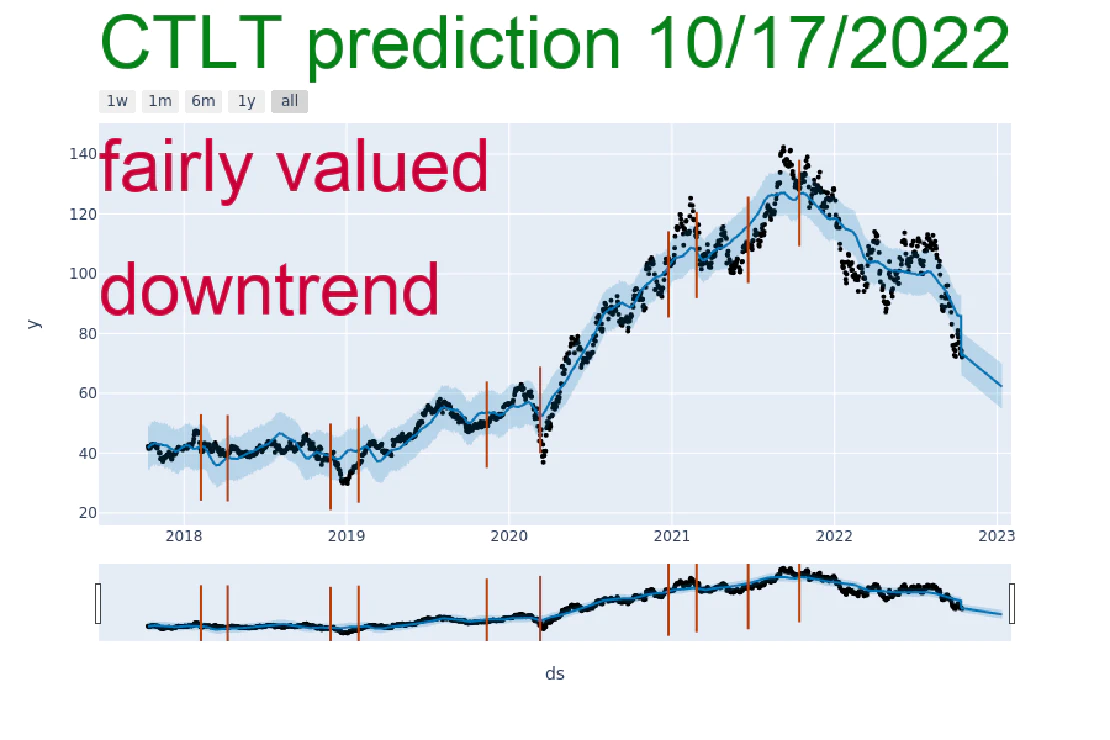 CTLT prediction 10/17/2022
1w 1m 6m 1y all
fairly valued
downtrend
140
120
100
80
60
40
20
y
2018 2019 2020 2021 2022 2023
ds